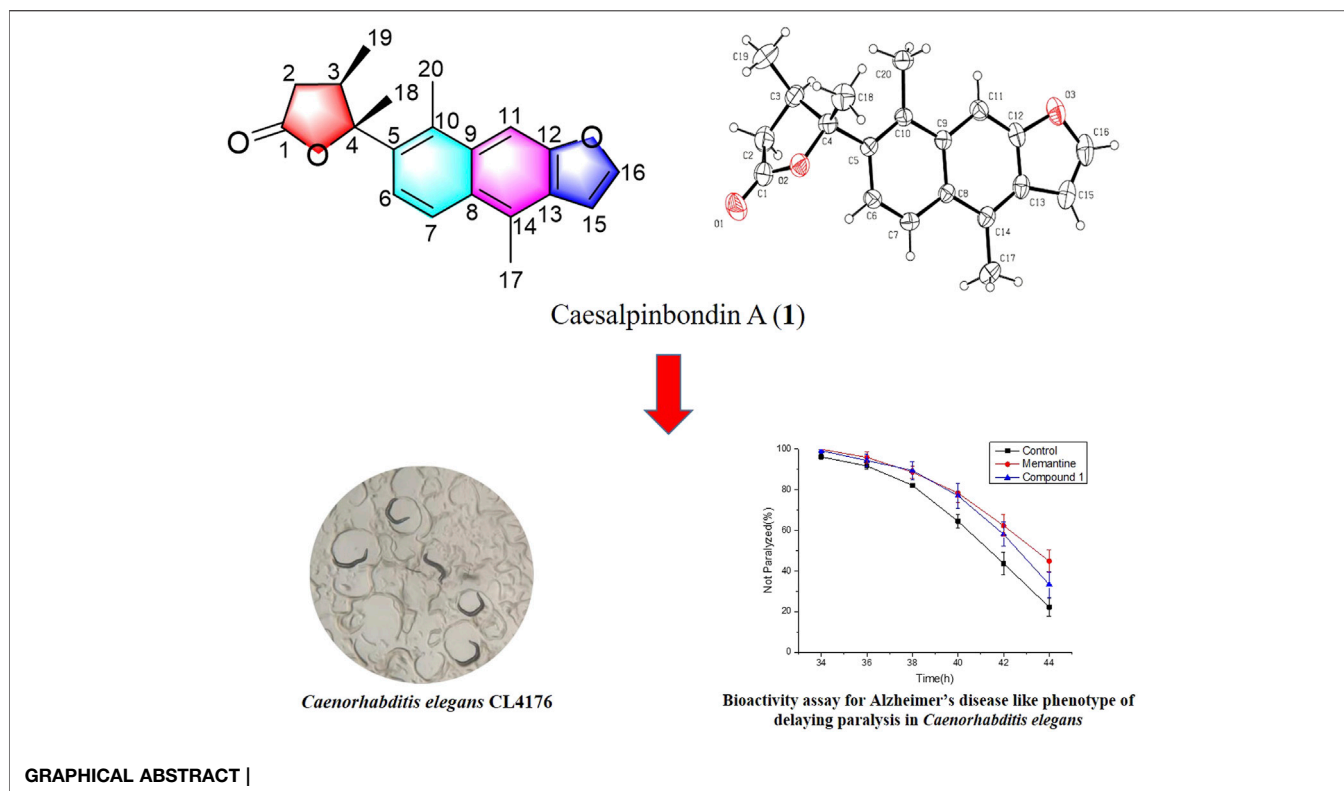 19
2
3
20
18
11
10
O
5
9
12
O
1
O
4
16
6
8
13
15
7
14
17
C19
C20
C3
C18
C11
O3
C10
C12
C2
C4
C9
C16
C5
O2
C1
C8
C13
C15
O1
C6
C7
C14
C17
Caesalpinbondin A (1)
Caenorhabditis elegans CL4176
100
80
60
40
20
0
Not Paralyzed(%)
Control
Memantine
Compound 1
34 36 38 40 42 44
Time(h)
Bioactivity assay for Alzheimer's disease like phenotype of
delaying paralysis in Caenorhabditis elegans
GRAPHICAL ABSTRACT |